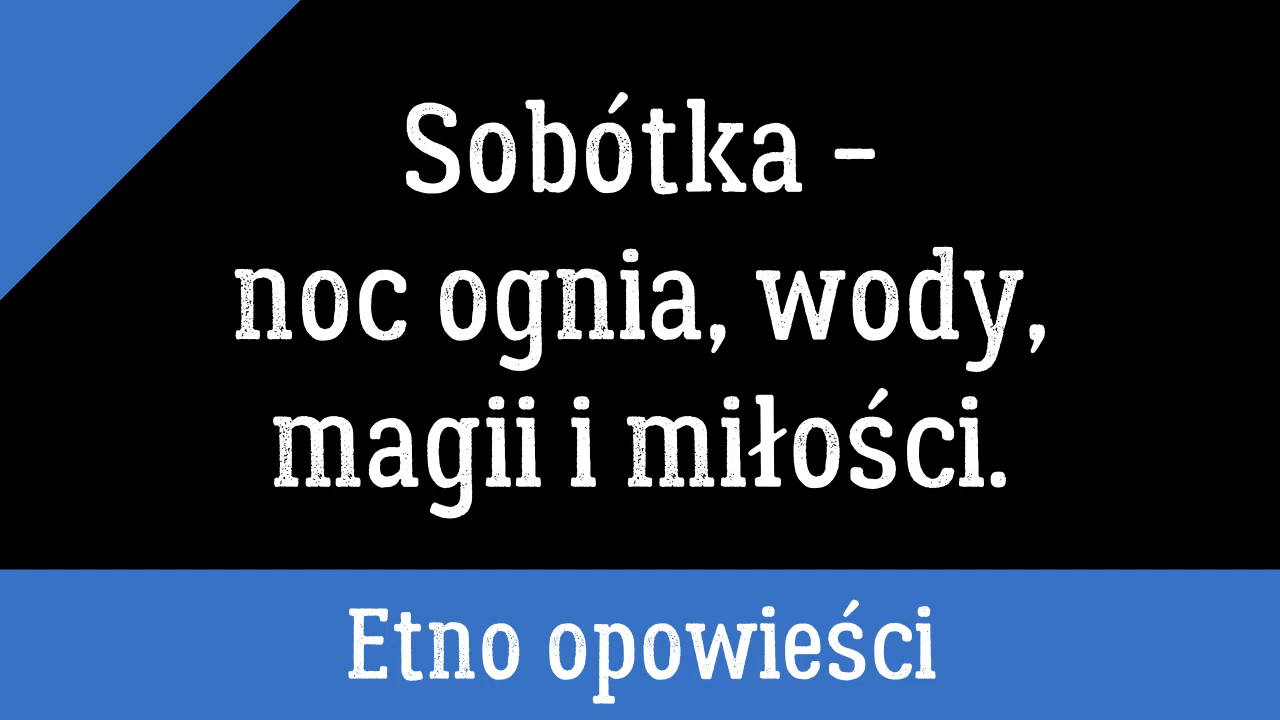 Sobótka –
noc ognia, wody,
magii i miłości.
Etno opowieści